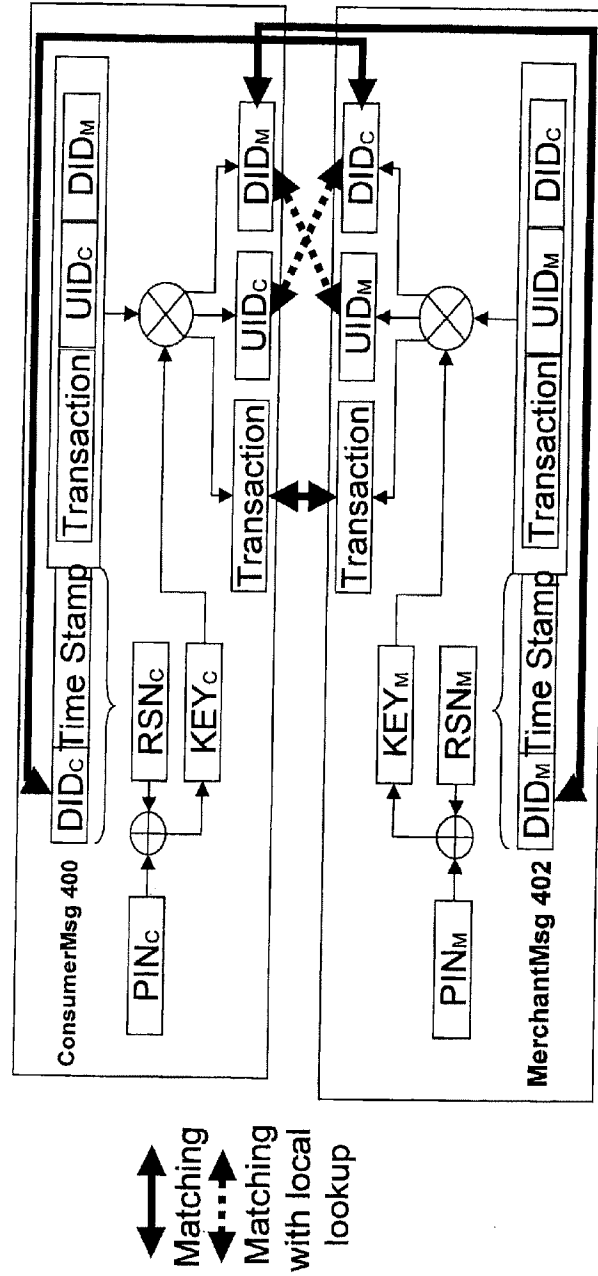 ConsumerMsg 400
DIDC Time Stamp Transaction UIDC DIDM
PINC
RSNC
KEYC
Transaction UIDC DIDM
Transaction UIDM DIDC
KEYM
RSNM
PINM
MerchantMsg 402
DIDM Time Stamp Transaction UIDM DIDC
Matching
Matching
with local
lookup